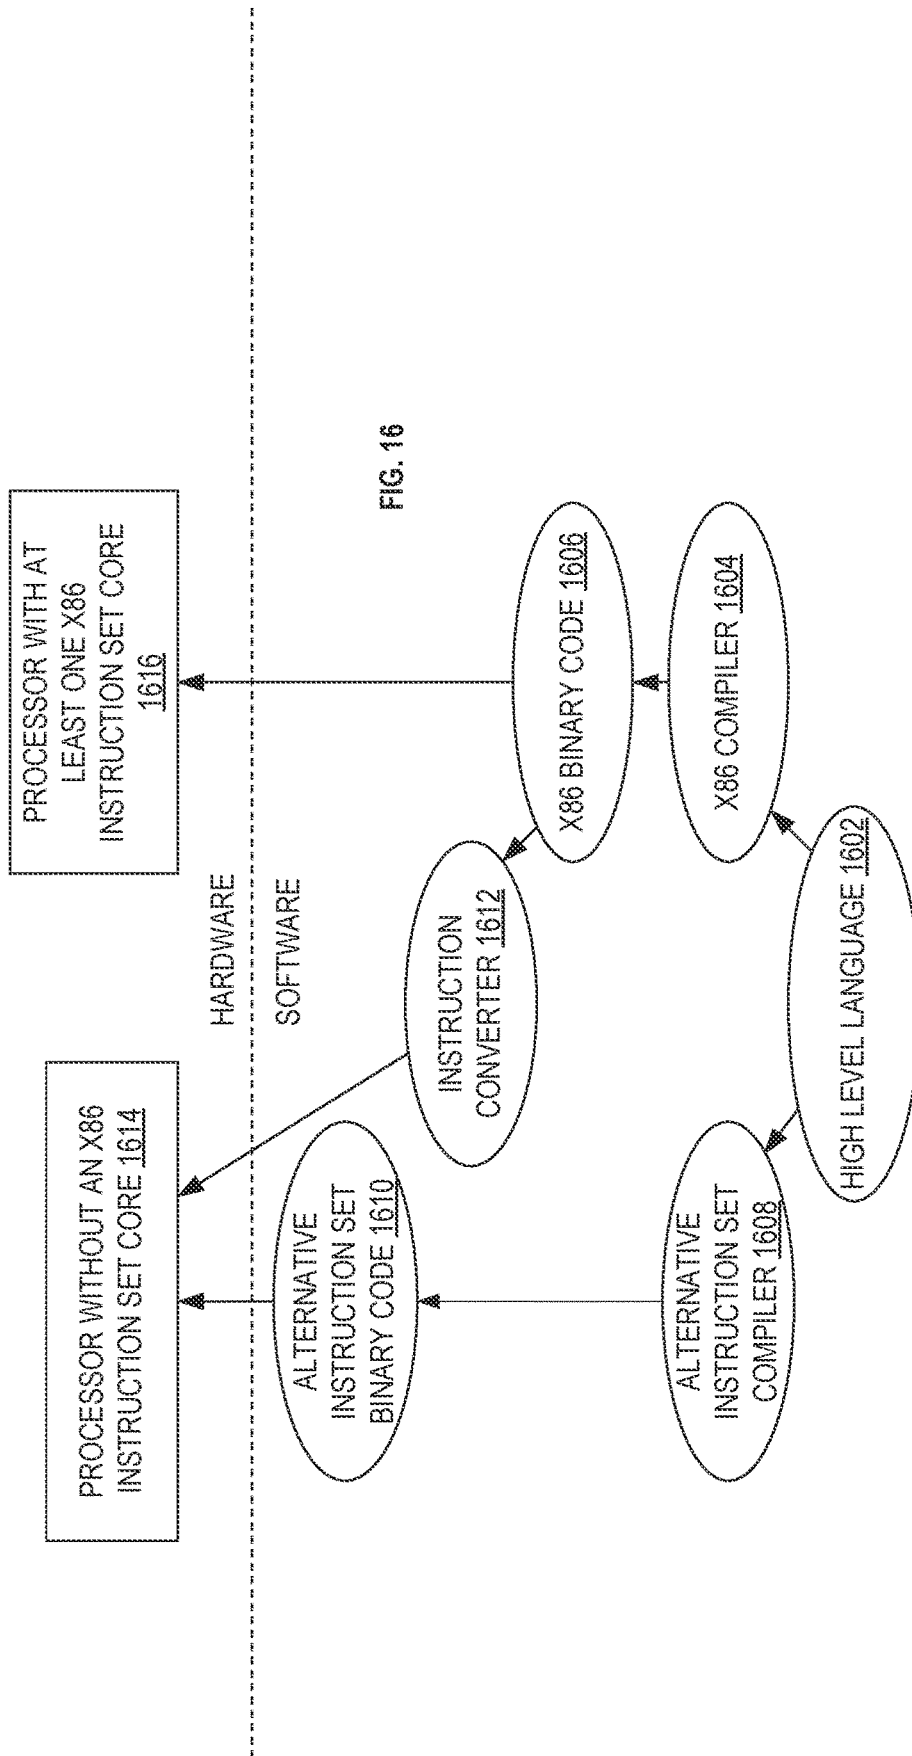 PROCESSOR WITHOUT AN X86
INSTRUCTION SET CORE 1614
PROCESSOR WITH AT
LEAST ONE X86
INSTRUCTION SET CORE
1616
HARDWARE
SOFTWARE
ALTERNATIVE
INSTRUCTION SET
BINARY CODE 1610
INSTRUCTION
CONVERTER 1612
FIG. 16
X86 BINARY CODE 1606
ALTERNATIVE
INSTRUCTION SET
COMPILER 1608
X86 COMPILER 1604
HIGH LEVEL LANGUAGE 1602